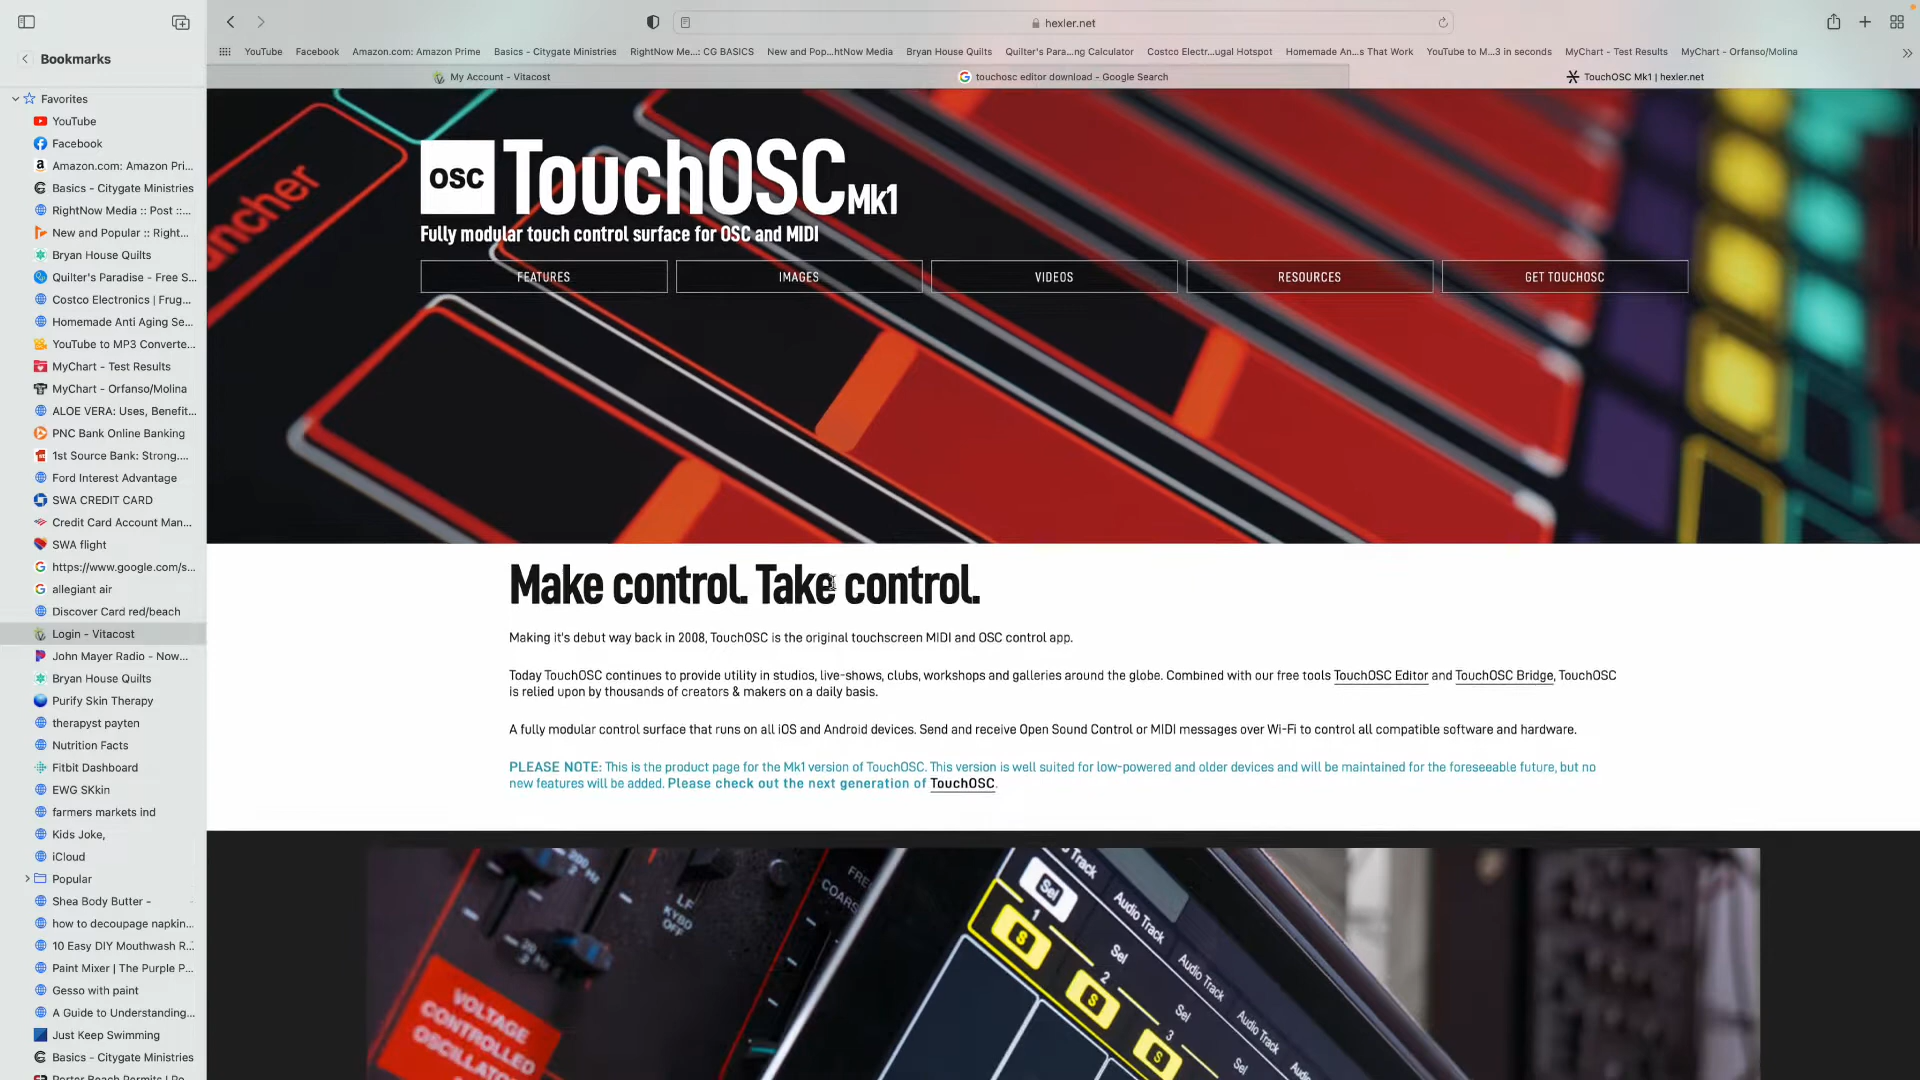 hexler.net
YouTube
Facebook
Amazon.com: Amazon Prime
Basics - Citygate Ministries
RightNow Me...: CG BASICS
New and Pop...htNow Media
Bryan House Quilts
Quilter's Para...ng Calculator
Costco Electr...ugal Hotspot
Homemade An...s That Work
YouTube to M...3 in seconds
MyChart - Test Results
MyChart - Orfanso/Molina
My Account - Vitacost
touchosc editor download - Google Search
TouchOSC Mk1 | hexler.net
Bookmarks
Favorites
YouTube
Facebook
Amazon.com: Amazon Pri...
Basics - Citygate Ministries
RightNow Media :: Post ::...
New and Popular :: Right...
Bryan House Quilts
Quilter's Paradise - Free S...
Costco Electronics | Frug...
Homemade Anti Aging Se...
YouTube to MP3 Converte...
MyChart - Test Results
MyChart - Orfanso/Molina
ALOE VERA: Uses, Benefit...
PNC Bank Online Banking
1st Source Bank: Strong....
Ford Interest Advantage
SWA CREDIT CARD
Credit Card Account Man...
SWA flight
https://www.google.com/s...
allegiant air
Discover Card red/beach
Login - Vitacost
John Mayer Radio - Now...
Bryan House Quilts
Purify Skin Therapy
therapyst payten
Nutrition Facts
Fitbit Dashboard
EWG SKkin
farmers markets ind
Kids Joke,
iCloud
Popular
Shea Body Butter -
how to decoupage napkin...
10 Easy DIY Mouthwash R...
Paint Mixer | The Purple P...
Gesso with paint
A Guide to Understanding...
Just Keep Swimming
Basics - Citygate Ministries
uncher
OSC TouchOSC Mk1
Fully modular touch control surface for OSC and MIDI
FEATURES
IMAGES
VIDEOS
RESOURCES
GET TOUCHOSC
Make control. Take control.
Making it's debut way back in 2008, TouchOSC is the original touchscreen MIDI and OSC control app.
Today TouchOSC continues to provide utility in studios, live-shows, clubs, workshops and galleries around the globe. Combined with our free tools TouchOSC Editor and TouchOSC Bridge, TouchOSC
is relied upon by thousands of creators & makers on a daily basis.
A fully modular control surface that runs on all iOS and Android devices. Send and receive Open Sound Control or MIDI messages over Wi-Fi to control all compatible software and hardware.
PLEASE NOTE: This is the product page for the Mk1 version of TouchOSC. This version is well suited for low-powered and older devices and will be maintained for the foreseeable future, but no
new features will be added. Please check out the next generation of TouchOSC.
LF
KYBD
OFF
FRE
COARS
VOLTAGE
CONTROLLED
OSCILLATOR
Sel
Audio Track
1
S
Sel
Audio Track
2
S
Sel
Audio Track
3
S
Sel